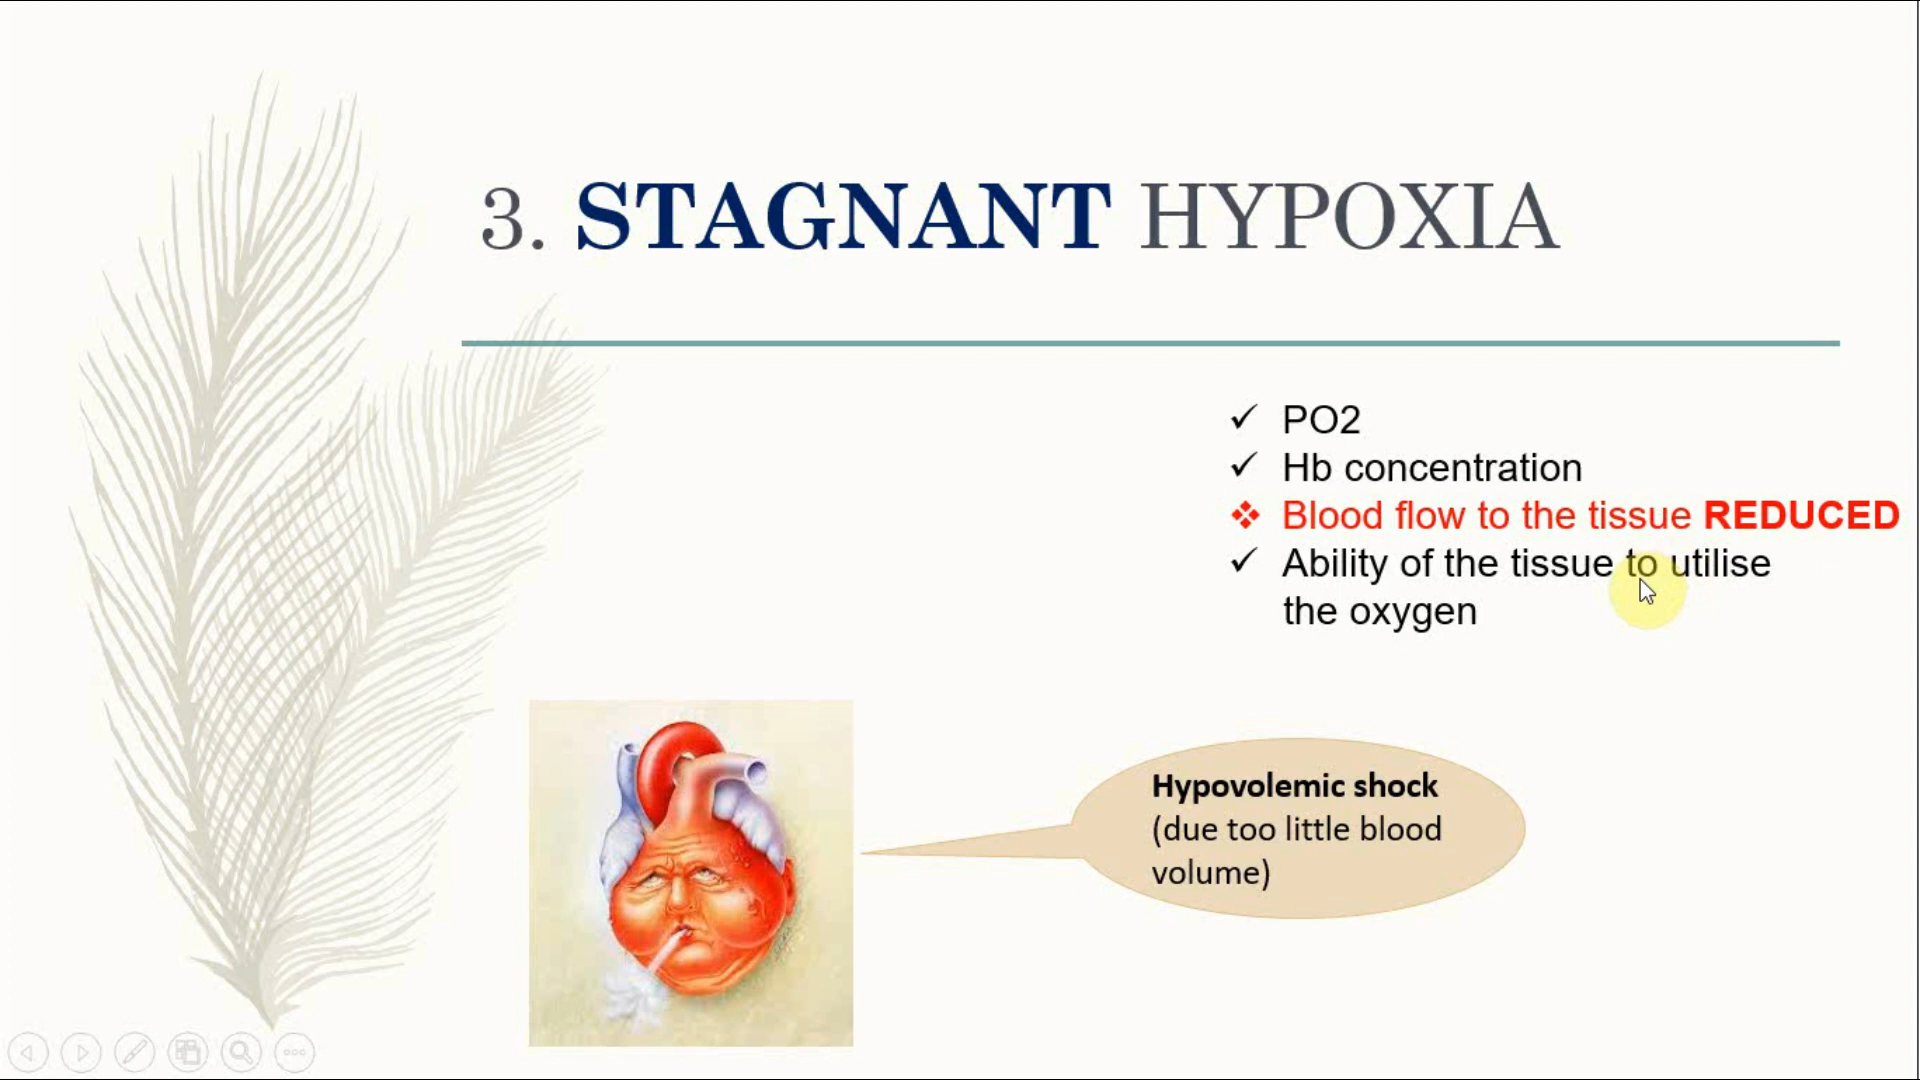 3. STAGNANT HYPOXIA
✓ PO2
✓ Hb concentration
❖ Blood flow to the tissue REDUCED
✓ Ability of the tissue to utilise
the oxygen
Hypovolemic shock
(due too little blood
volume)